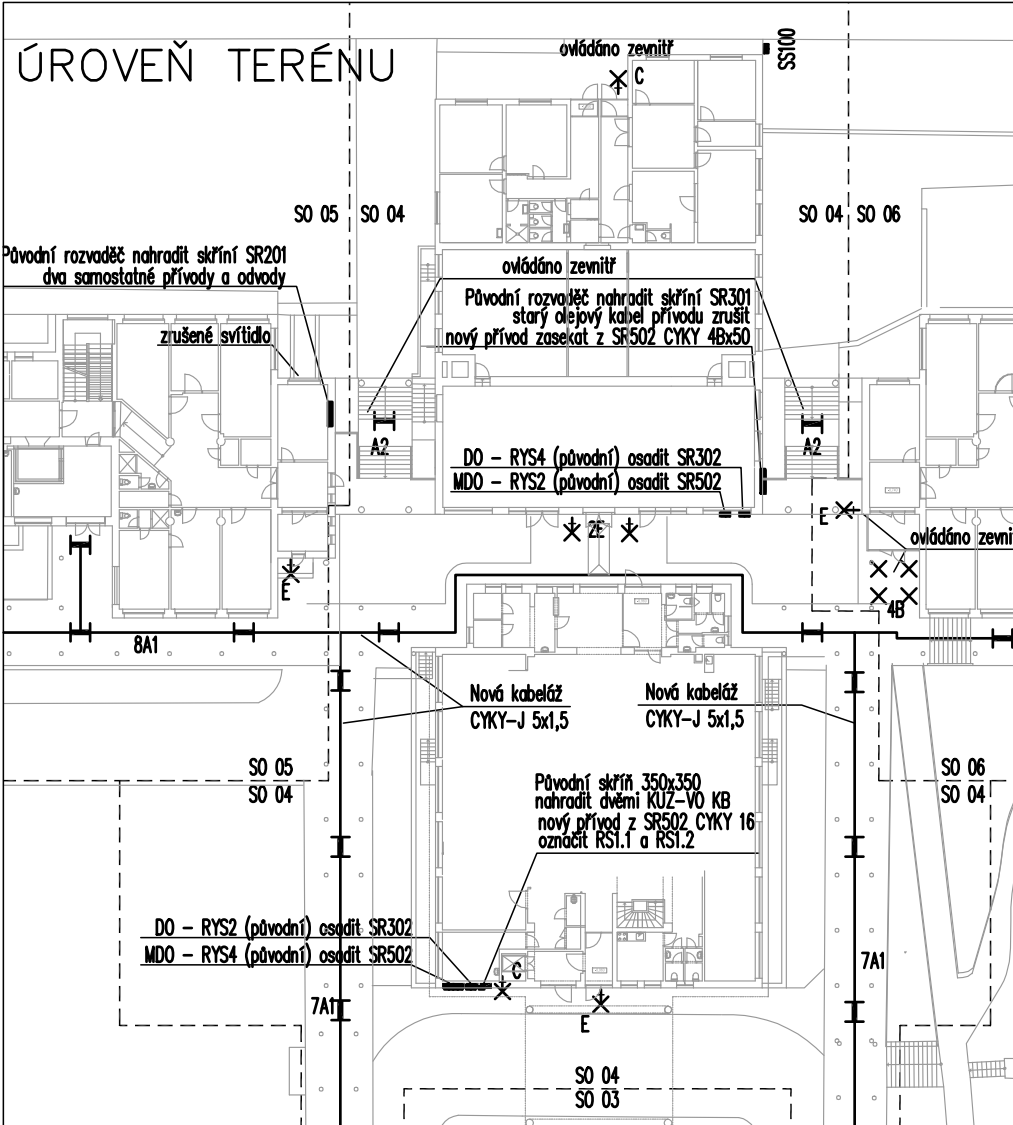 ÚROVEŇ TERÉNU
ovládáno zevnitř
C
SS100
SO 05
SO 04
SO 04
SO 06
Původní rozvaděč nahradit skříní SR201
dva samostatné přívody a odvody
ovládáno zevnitř
Původní rozvaděč nahradit skříní SR301
starý olejový kabel přívodu zrušit
nový přívod zasekat z SR502 CYKY 4Bx50
zrušené svítidlo
A2
A2
DO - RYS4 (původní) osadit SR302
MDO - RYS2 (původní) osadit SR502
E
2E
E
ovládáno zevni
4B
8A1
Nová kabeláž
CYKY-J 5x1,5
Nová kabeláž
CYKY-J 5x1,5
SO 05
SO 04
SO 06
SO 04
Původní skříň 350x350
nahradit dvěmi KUZ-VO KB
nový přívod z SR502 CYKY 16
označit RS1.1 a RS1.2
DO - RYS2 (původní) osadit SR302
MDO - RYS4 (původní) osadit SR502
C
7A1
7A1
E
SO 04
SO 03